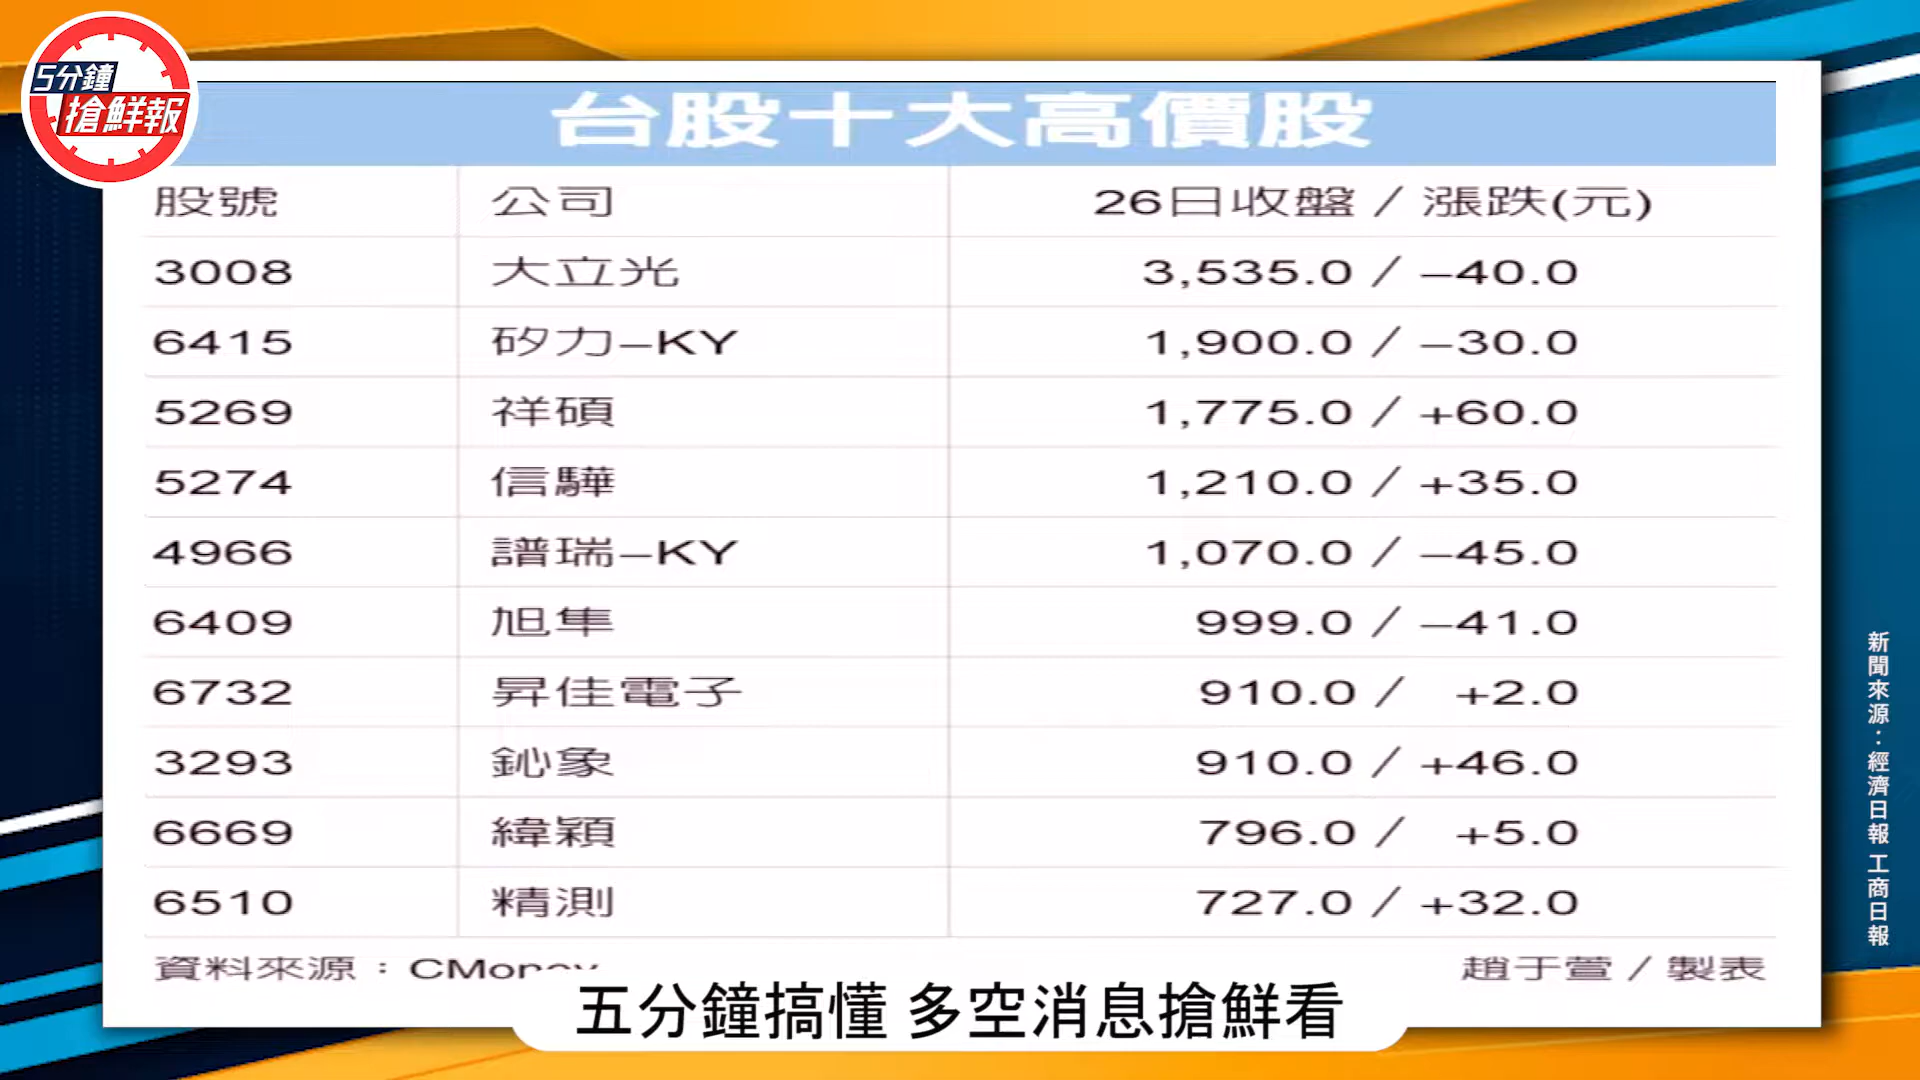 5分鐘
搶鮮報
台股十大高價股
股號 公司 26日收盤／漲跌(元)
3008 大立光 3,535.0／–40.0
6415 矽力–KY 1,900.0／–30.0
5269 祥碩 1,775.0／+60.0
5274 信驊 1,210.0／+35.0
4966 譜瑞–KY 1,070.0／–45.0
6409 旭隼 999.0／–41.0
6732 昇佳電子 910.0／ +2.0
3293 鈊象 910.0／+46.0
6669 緯穎 796.0／ +5.0
6510 精測 727.0／+32.0
資料來源：CMoney 趙于萱／製表
五分鐘搞懂 多空消息搶鮮看
新聞來源：經濟日報 工商日報